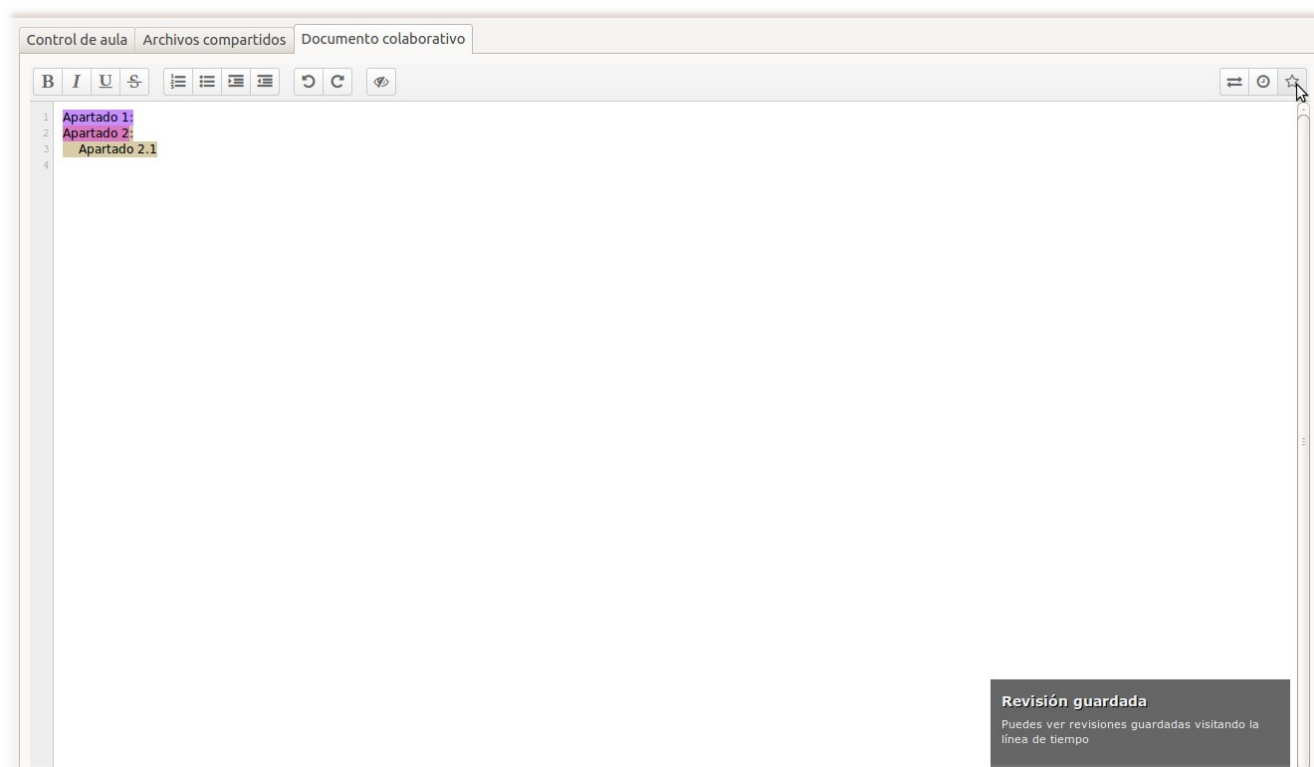 Control de aula Archivos compartidos Documento colaborativo
B I U S
1 Apartado 1:
2 Apartado 2:
3 Apartado 2.1
4
Revisión guardada
Puedes ver revisiones guardadas visitando la
línea de tiempo